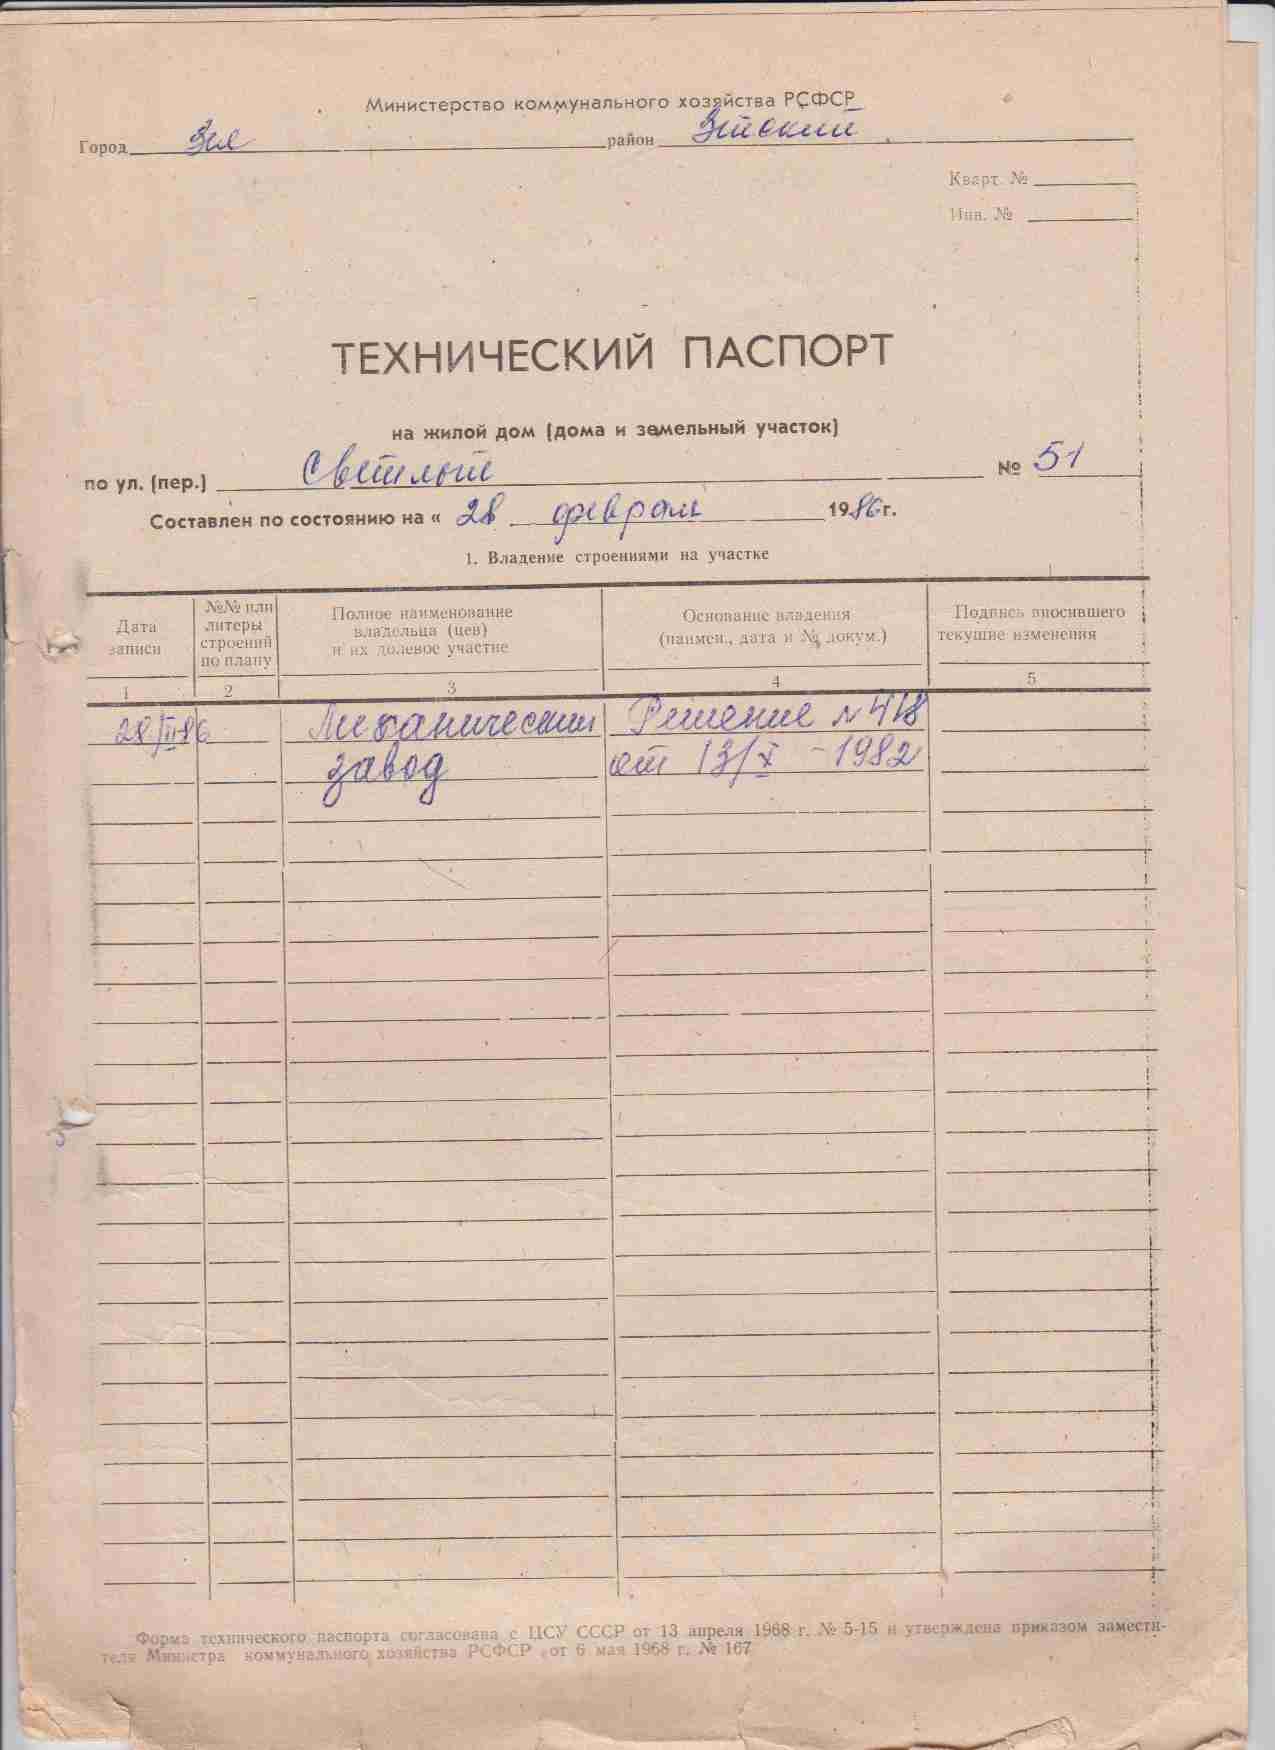 Министерство коммунального хозяйства РСФСР
Город Зея район Зейский
Кварт. №
Инв. №
ТЕХНИЧЕСКИЙ ПАСПОРТ
на жилой дом (дома и земельный участок)
по ул. (пер.) Светлый № 51
Составлен по состоянию на « 28 февраля 1986 г.
1. Владение строениями на участке
Дата записи
№№ или литеры строений по плану
Полное наименование владельца (цев) и их долевое участие
Основание владения (наимен., дата и № докум.)
Подпись вносившего текущие изменения
1 2 3 4 5
28/II-86 Механический Решение № 418
завод от 13/X - 1982
Форма технического паспорта согласована с ЦСУ СССР от 13 апреля 1968 г. № 5-15 и утверждена приказом замести-
теля Министра коммунального хозяйства РСФСР от 6 мая 1968 г. № 167